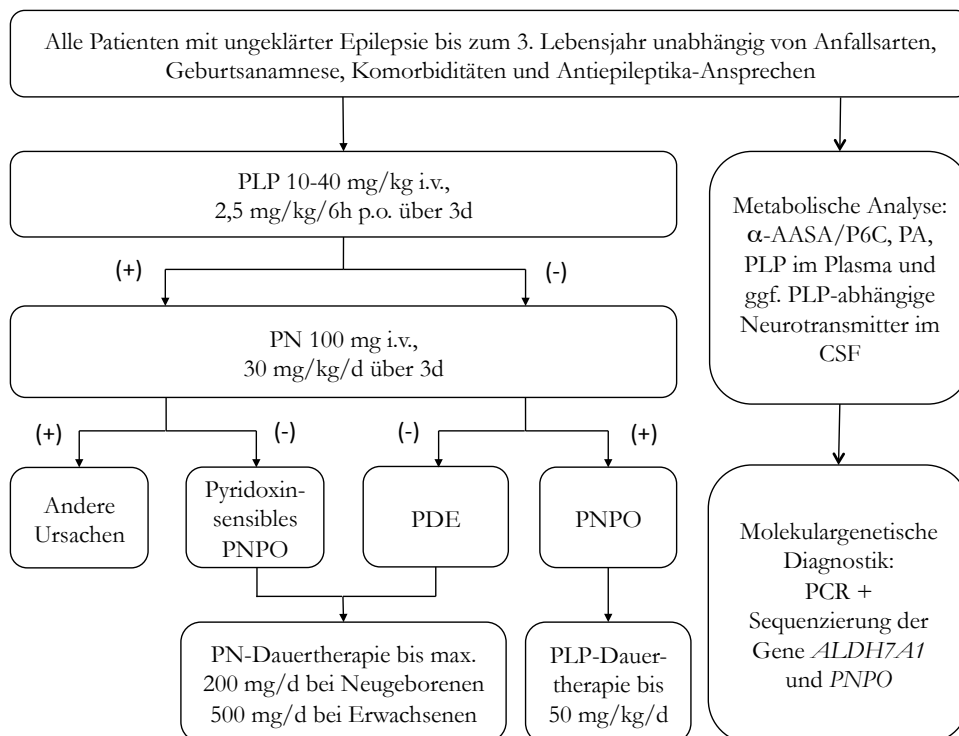 Alle Patienten mit ungeklärter Epilepsie bis zum 3. Lebensjahr unabhängig von Anfallsarten,
Geburtsanamnese, Komorbiditäten und Antiepileptika-Ansprechen
PLP 10-40 mg/kg i.v.,
2,5 mg/kg/6h p.o. über 3d
(+)
(-)
PN 100 mg i.v.,
30 mg/kg/d über 3d
(+)
(-)
(-)
(+)
Andere
Ursachen
Pyridoxin-
sensibles
PNPO
PDE
PNPO
PN-Dauertherapie bis max.
200 mg/d bei Neugeborenen
500 mg/d bei Erwachsenen
PLP-Dauer-
therapie bis
50 mg/kg/d
Metabolische Analyse:
α-AASA/P6C, PA,
PLP im Plasma und
ggf. PLP-abhängige
Neurotransmitter im
CSF
Molekulargenetische
Diagnostik:
PCR +
Sequenzierung der
Gene ALDH7A1
und PNPO